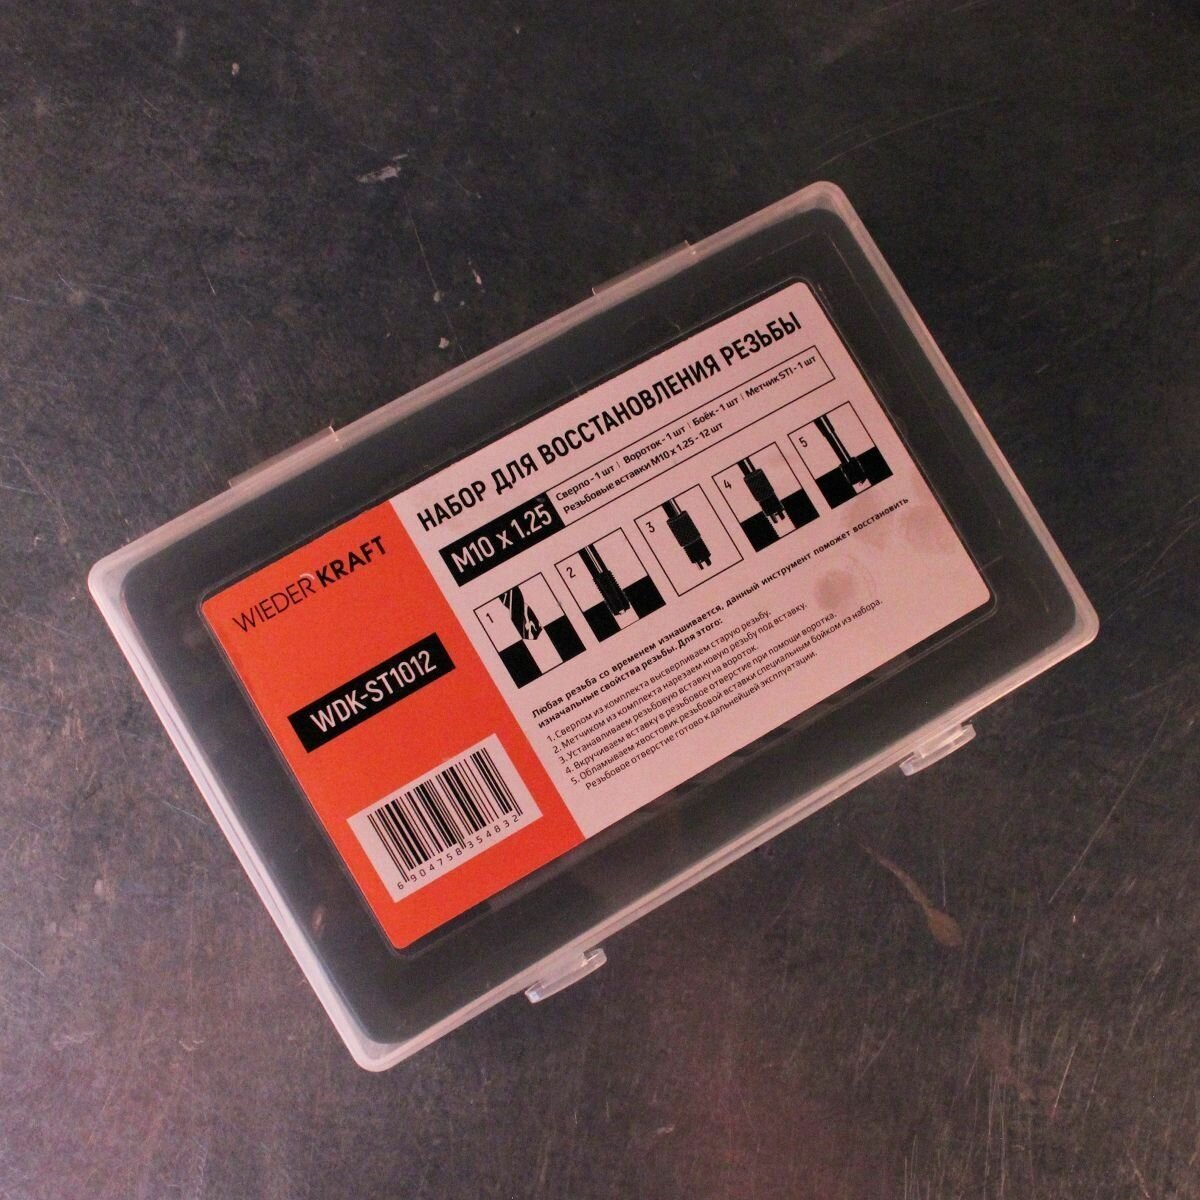 WIEDERKRAFT
WDK-ST1012
6 904758 354832
НАБОР ДЛЯ ВОССТАНОВЛЕНИЯ РЕЗЬБЫ
М10 х 1.25
Сверло - 1 шт | Вороток - 1 шт | Боёк - 1 шт | Метчик STI - 1 шт
Резьбовые вставки М10 х 1.25 - 12 шт
1
2
3
4
5
Любая резьба со временем изнашивается, данный инструмент поможет восстановить
изначальные свойства резьбы. Для этого:
1. Сверлом из комплекта высверливаем старую резьбу.
2. Метчиком из комплекта нарезаем новую резьбу под вставку.
3. Устанавливаем резьбовую вставку на вороток.
4. Вкручиваем вставку в резьбовое отверстие при помощи воротка.
5. Обламываем хвостовик резьбовой вставки специальным бойком из набора.
Резьбовое отверстие готово к дальнейшей эксплуатации.